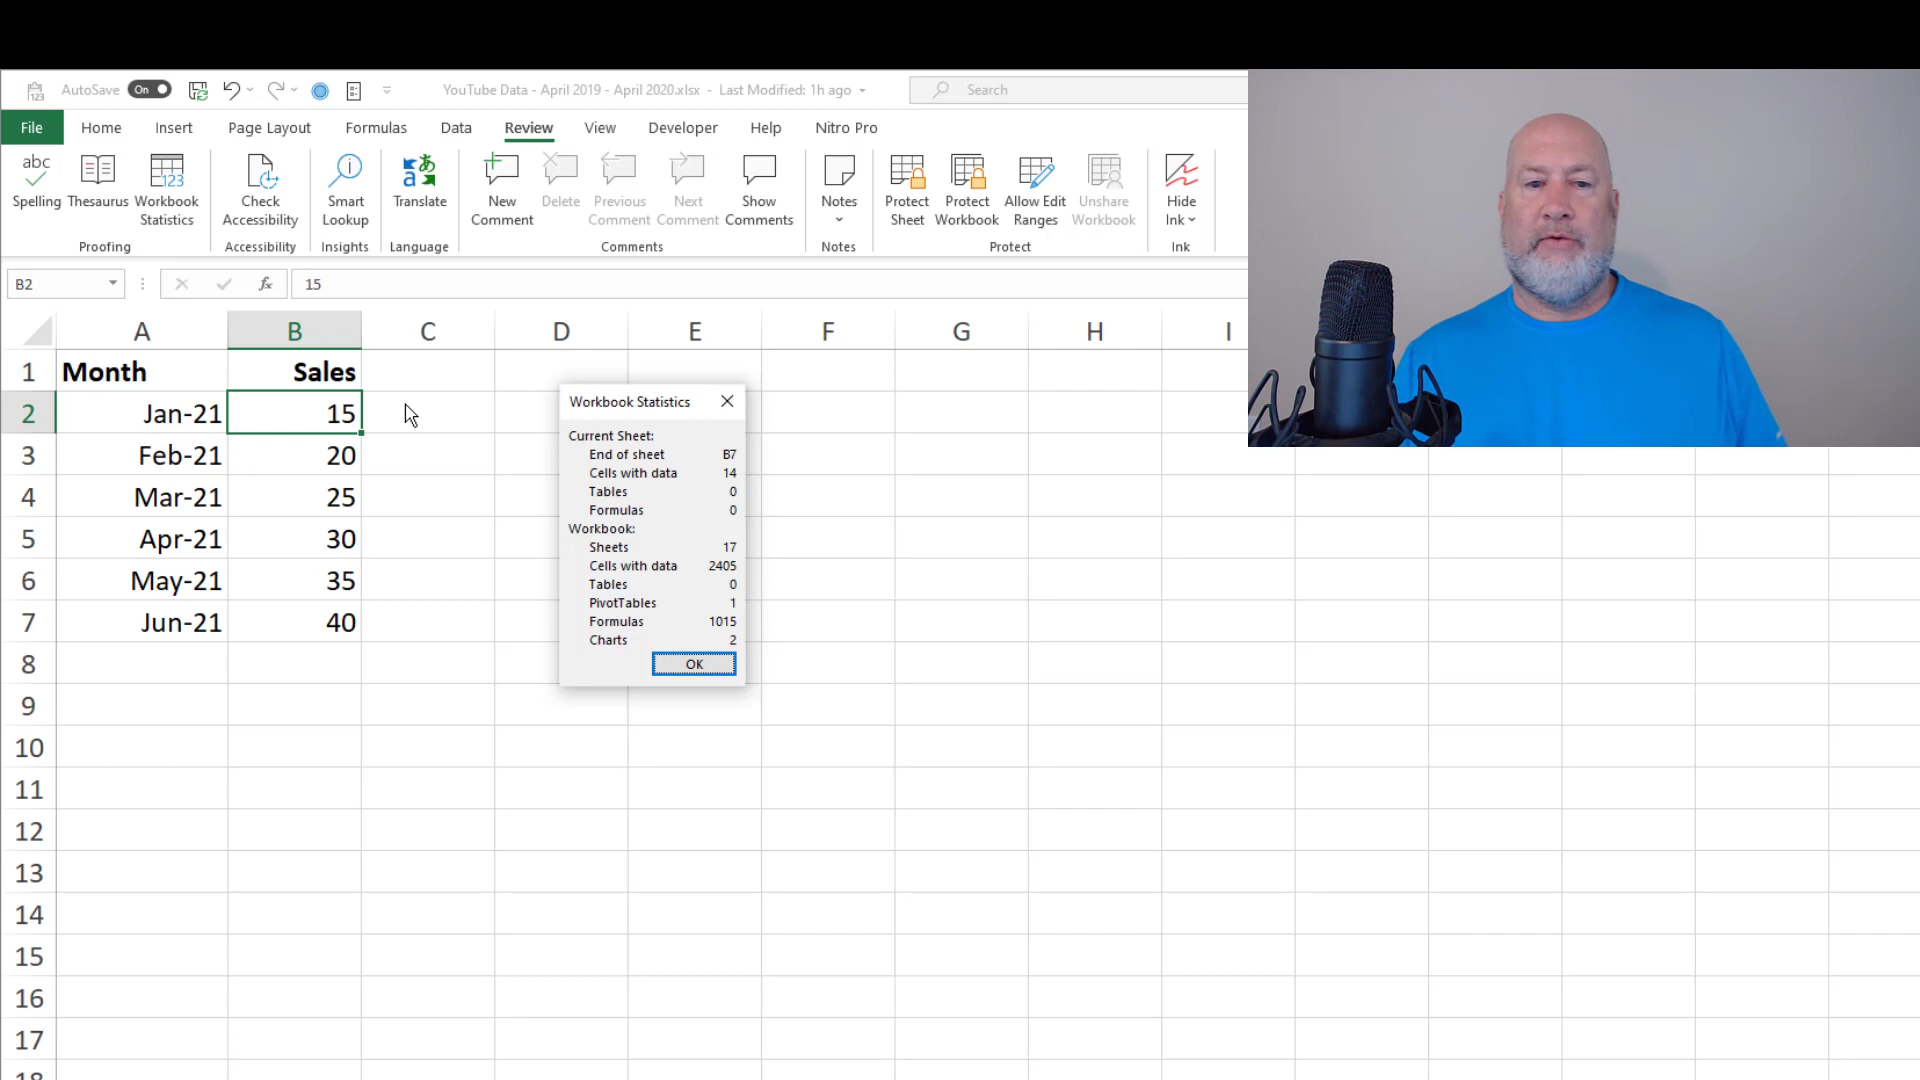 AutoSave On YouTube Data - April 2019 - April 2020.xlsx - Last Modified: 1h ago Search
File Home Insert Page Layout Formulas Data Review View Developer Help Nitro Pro
abc
Spelling Thesaurus Workbook Statistics Check Accessibility Smart Lookup Translate New Comment Delete Previous Comment Next Comment Show Comments Notes Protect Sheet Protect Workbook Allow Edit Ranges Unshare Workbook Hide Ink
Proofing Accessibility Insights Language Comments Notes Protect Ink
B2 fx 15
A B C D E F G H I
1 Month Sales
2 Jan-21 15
3 Feb-21 20
4 Mar-21 25
5 Apr-21 30
6 May-21 35
7 Jun-21 40
8
9
10
11
12
13
14
15
16
17
18
Workbook Statistics
Current Sheet:
End of sheet B7
Cells with data 14
Tables 0
Formulas 0
Workbook:
Sheets 17
Cells with data 2405
Tables 0
PivotTables 1
Formulas 1015
Charts 2
OK